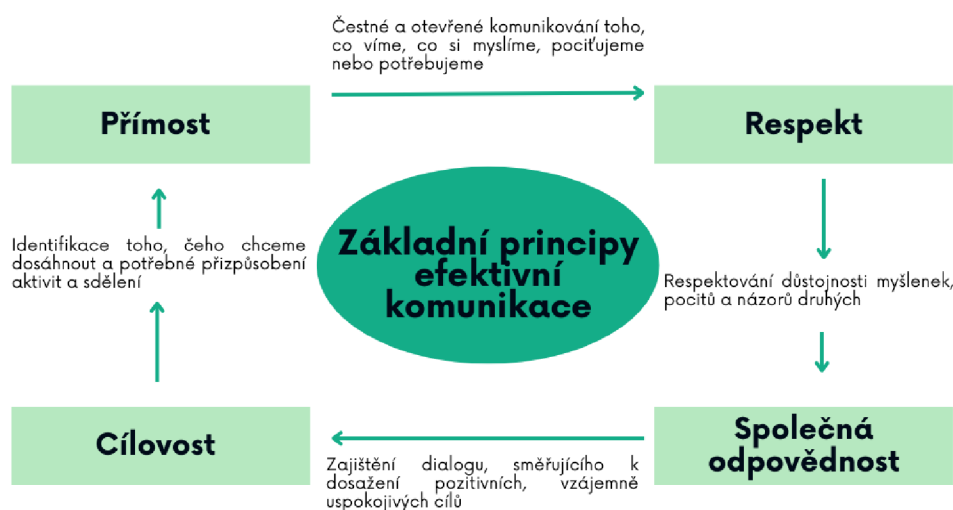 Čestné a otevřené komunikování toho,
co víme, co si myslíme, pociťujeme
nebo potřebujeme
Přímost
Respekt
Základní principy
efektivní
komunikace
Identifikace toho, čeho chceme
dosáhnout a potřebné přizpůsobení
aktivit a sdělení
Respektování důstojnosti myšlenek,
pocitů a názorů druhých
Cílovost
Společná
odpovědnost
Zajištění dialogu, směřujícího k
dosažení pozitivních, vzájemně
uspokojivých cílů